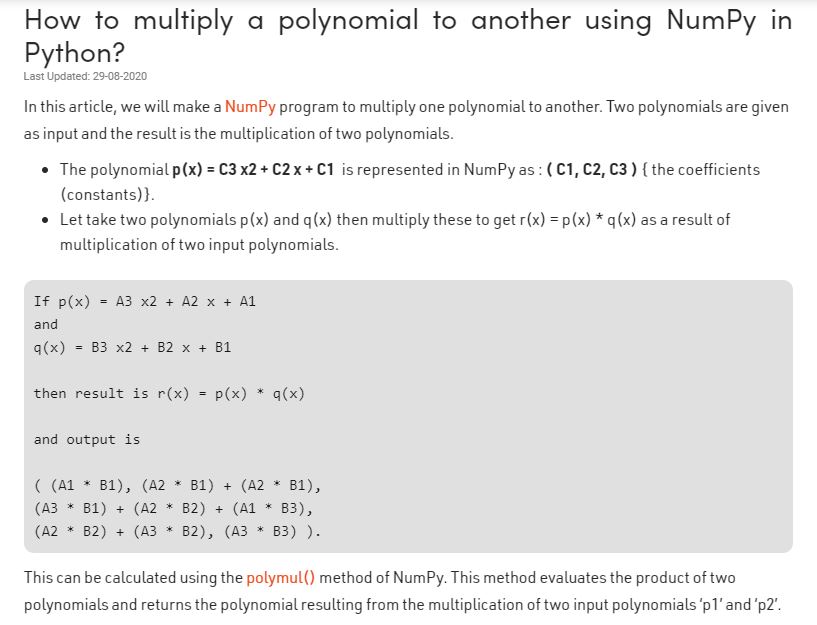 How to multiply a polynomial to another using NumPy in
Python?
Last Updated: 29-08-2020
In this article, we will make a NumPy program to multiply one polynomial to another. Two polynomials are given
as input and the result is the multiplication of two polynomials.
• The polynomial p(x) = C3 x2 + C2 x + C1 is represented in NumPy as : ( C1, C2, C3 ) { the coefficients
(constants)}.
• Let take two polynomials p(x) and q(x) then multiply these to get r(x) = p(x) * q(x) as a result of
multiplication of two input polynomials.
If p(x) = A3 x2 + A2 x + A1
and
q(x) = B3 x2 + B2 x + B1
then result is r(x) = p(x) * q(x)
and output is
( (A1 * B1), (A2 * B1) + (A2 * B1),
(A3 * B1) + (A2 * B2) + (A1 * B3),
(A2 * B2) + (A3 * B2), (A3 * B3) ).
This can be calculated using the polymul() method of NumPy. This method evaluates the product of two
polynomials and returns the polynomial resulting from the multiplication of two input polynomials 'p1' and 'p2'.